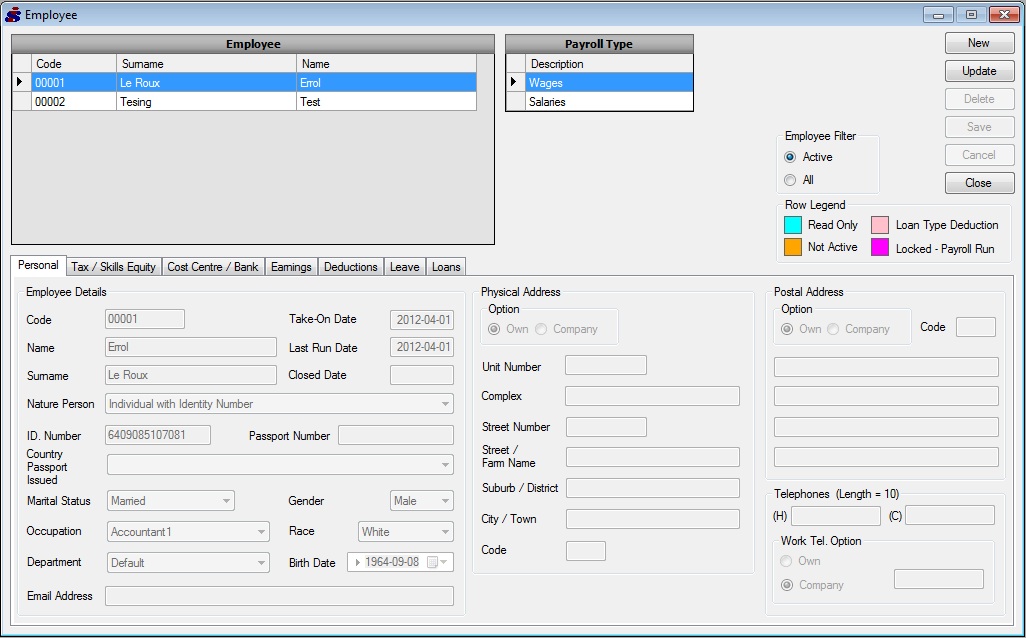 Employee
Employee
Code Surname Name
00001 Le Roux Errol
00002 Tesing Test
Payroll Type
Description
Wages
Salaries
New
Update
Delete
Save
Cancel
Close
Employee Filter
Active
All
Row Legend
Read Only Loan Type Deduction
Not Active Locked - Payroll Run
Personal Tax / Skills Equity Cost Centre / Bank Earnings Deductions Leave Loans
Employee Details
Code 00001 Take-On Date 2012-04-01
Name Errol Last Run Date 2012-04-01
Surname Le Roux Closed Date
Nature Person Individual with Identity Number
ID. Number 6409085107081 Passport Number
Country
Passport
Issued
Marital Status Married Gender Male
Occupation Accountant1 Race White
Department Default Birth Date 1964-09-08
Email Address
Physical Address
Option
Own Company
Unit Number
Complex
Street Number
Street /
Farm Name
Suburb / District
City / Town
Code
Postal Address
Option
Own Company Code
Telephones (Length = 10)
(H) (C)
Work Tel. Option
Own
Company